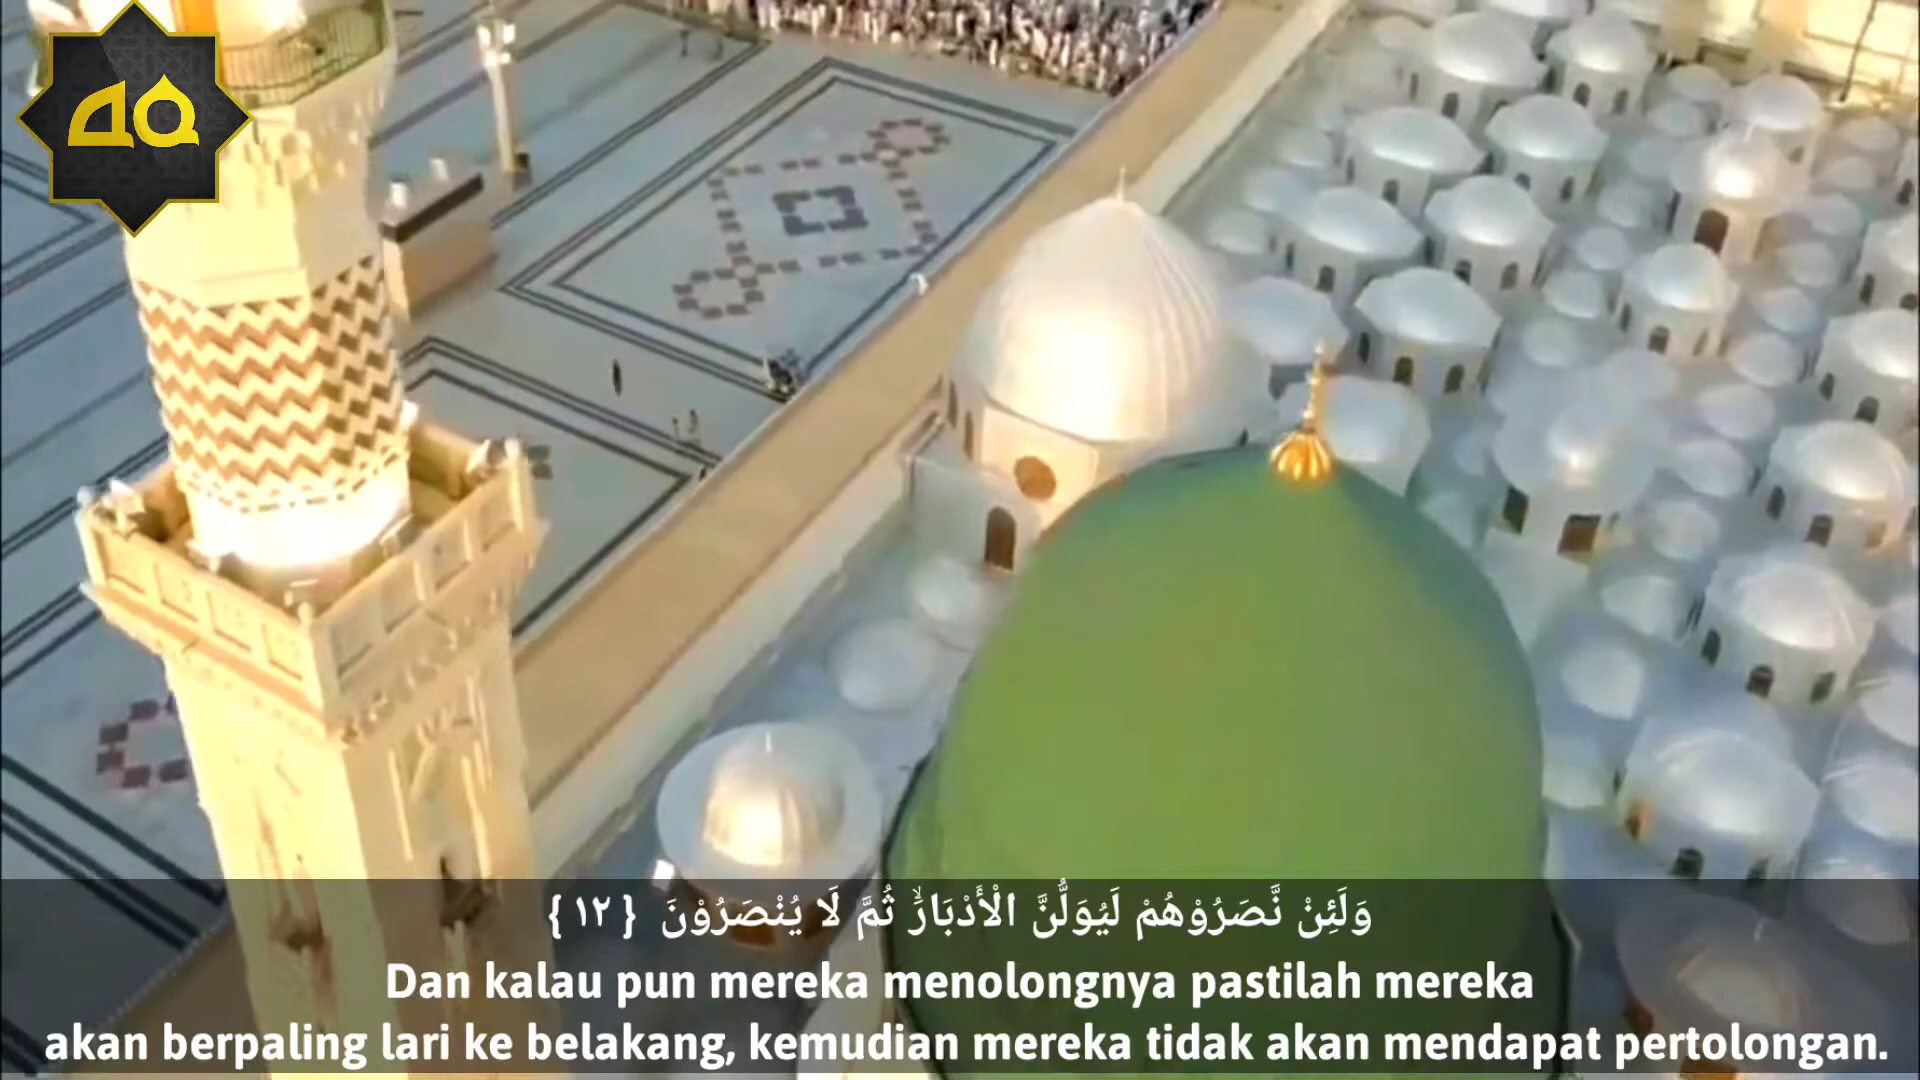 DQ
وَلَئِنْ نَّصَرُوْهُمْ لَيُوَلُّنَّ الْأَدْبَارَۙ ثُمَّ لَا يُنْصَرُوْنَ { ١٢ }
Dan kalau pun mereka menolongnya pastilah mereka
akan berpaling lari ke belakang, kemudian mereka tidak akan mendapat pertolongan.